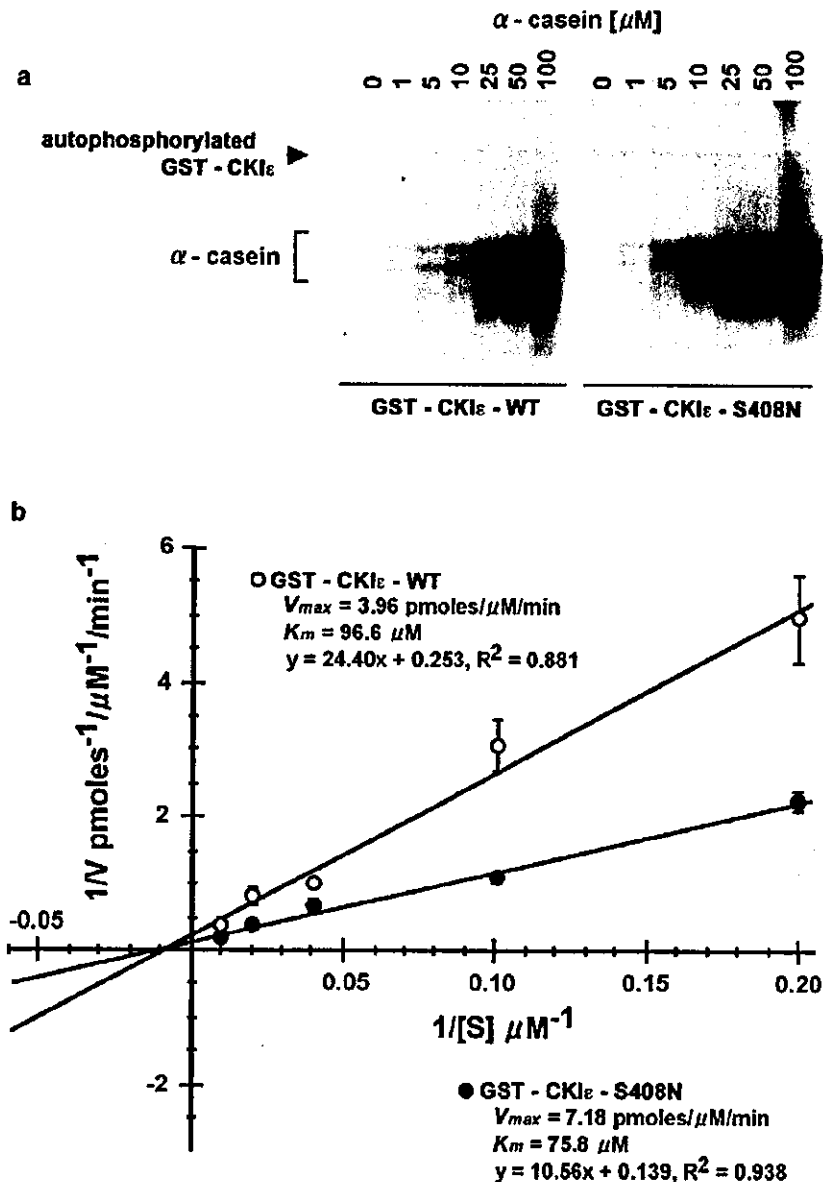 α - casein [μM]
a
0 1 5 10 25 50 100 0 1 5 10 25 50 100
autophosphorylated
GST - CKIε
α - casein
GST - CKIε - WT GST - CKIε - S408N
b
1/V pmoles⁻¹/μM⁻¹/min⁻¹
6
4
2
-2
-0.05
0.05 0.10 0.15 0.20
1/[S] μM⁻¹
GST - CKIε - WT
Vmax = 3.96 pmoles/μM/min
Km = 96.6 μM
y = 24.40x + 0.253, R² = 0.881
GST - CKIε - S408N
Vmax = 7.18 pmoles/μM/min
Km = 75.8 μM
y = 10.56x + 0.139, R² = 0.938